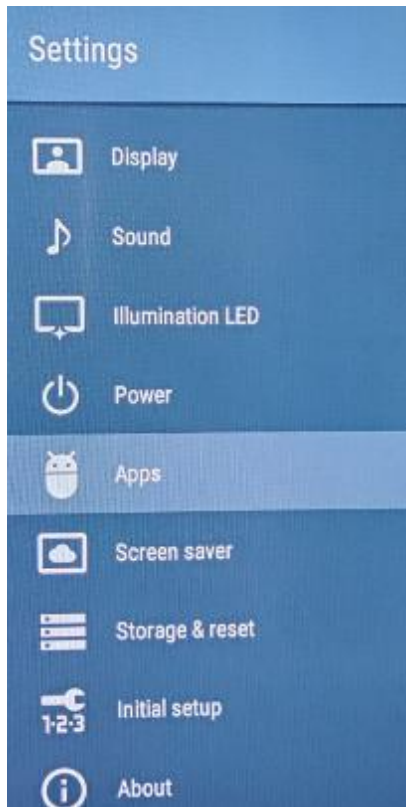 Settings
Display
Sound
Illumination LED
Power
Apps
Screen saver
Storage & reset
1-2-3
Initial setup
About